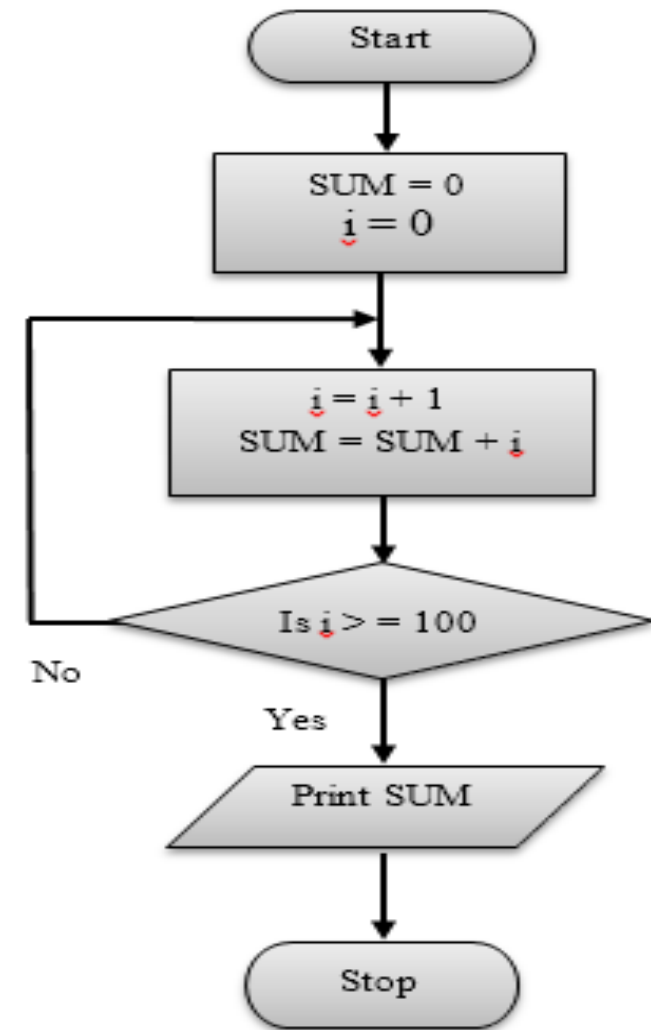 Start
SUM = 0
i = 0
i = i + 1
SUM = SUM + i
Is i > = 100
No
Yes
Print SUM
Stop